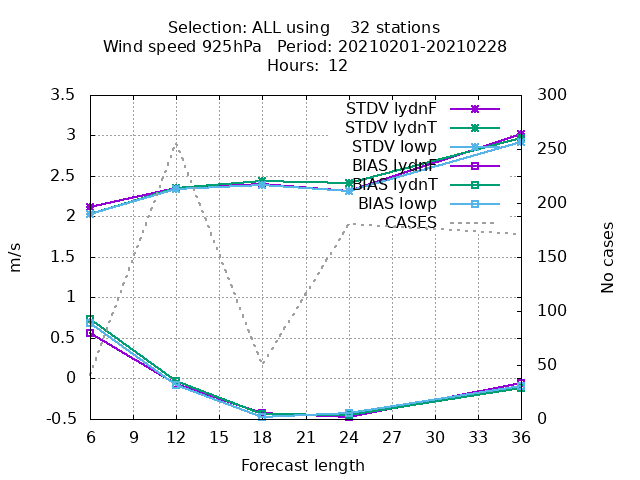 Selection: ALL using    32 stations
Wind speed 925hPa   Period: 20210201-20210228
Hours:  12
3.5
3
2.5
2
1.5
1
0.5
0
-0.5
m/s
300
250
200
150
100
50
0
No cases
STDV lydnF
STDV lydnT
STDV lowp
BIAS lydnF
BIAS lydnT
BIAS lowp
CASES
6 9 12 15 18 21 24 27 30 33 36
Forecast length